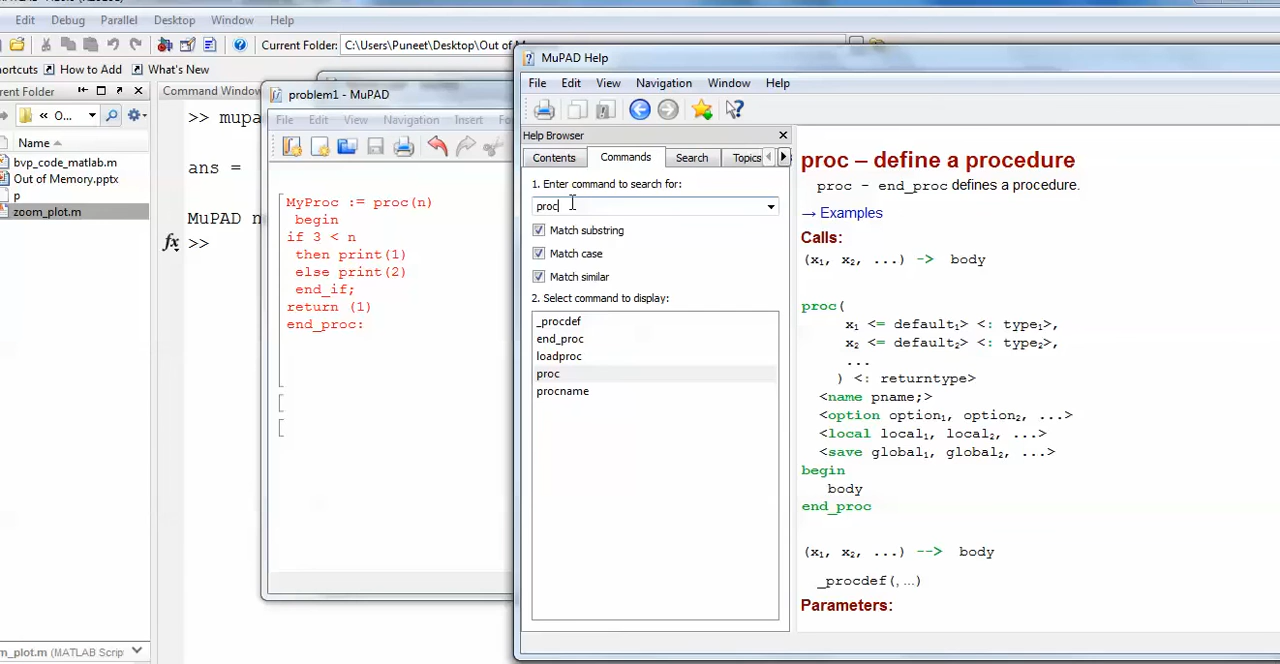 Edit Debug Parallel Desktop Window Help
Current Folder: C:\Users\Puneet\Desktop\Out of
How to Add What's New
« O...
Name
bvp_code_matlab.m
Out of Memory.pptx
p
zoom_plot.m
(MATLAB Script
Command Window
>> mupa
ans =
MuPAD n
fx >>
problem1 - MuPAD
File Edit View Navigation Insert
MyProc := proc(n)
begin
if 3 < n
then print(1)
else print(2)
end_if;
return (1)
end_proc:
MuPAD Help
File Edit View Navigation Window Help
Help Browser
Contents Commands Search Topics
1. Enter command to search for:
proc
Match substring
Match case
Match similar
2. Select command to display:
_procdef
end_proc
loadproc
proc
procname
proc – define a procedure
proc - end_proc defines a procedure.
→ Examples
Calls:
(x₁, x₂, ...) -> body
proc(
x₁ <= default₁> <: type₁>,
x₂ <= default₂> <: type₂>,
...
) <: returntype>
<name pname;>
<option option₁, option₂, ...>
<local local₁, local₂, ...>
<save global₁, global₂, ...>
begin
body
end_proc
(x₁, x₂, ...) --> body
_procdef(, ...)
Parameters: